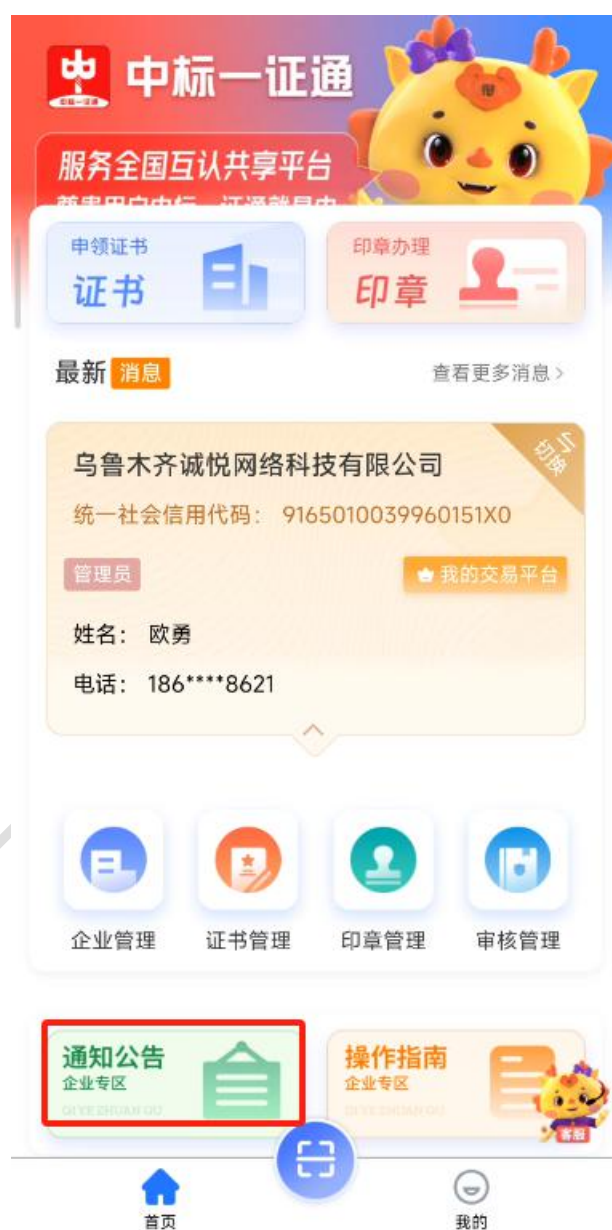 中标一证通
服务全国互认共享平台
申领证书
证书
印章办理
印章
最新 消息
查看更多消息 >
乌鲁木齐诚悦网络科技有限公司
切换
统一社会信用代码: 9165010039960151X0
管理员
我的交易平台
姓名: 欧勇
电话: 186****8621
企业管理 证书管理 印章管理 审核管理
通知公告
企业专区
QI YE ZHUAN QU
操作指南
企业专区
客服
首页
我的